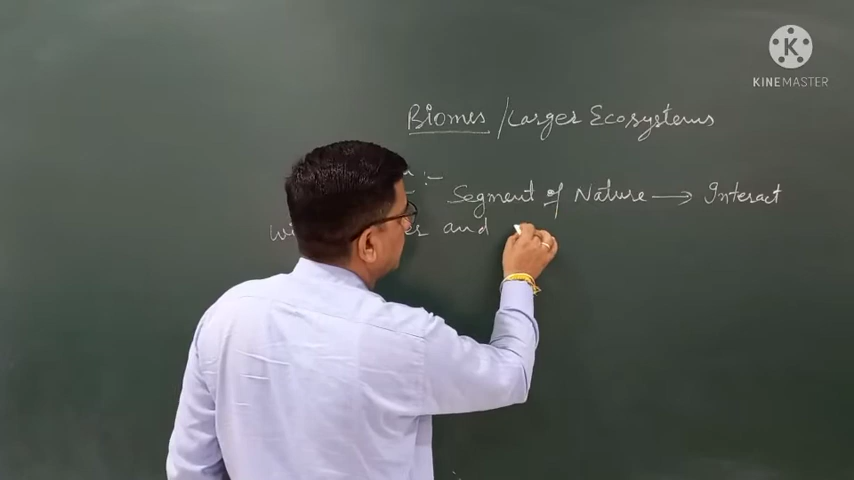 KINEMASTER
Biomes / Larger Ecosystems
:- Segment of Nature → Interact
and